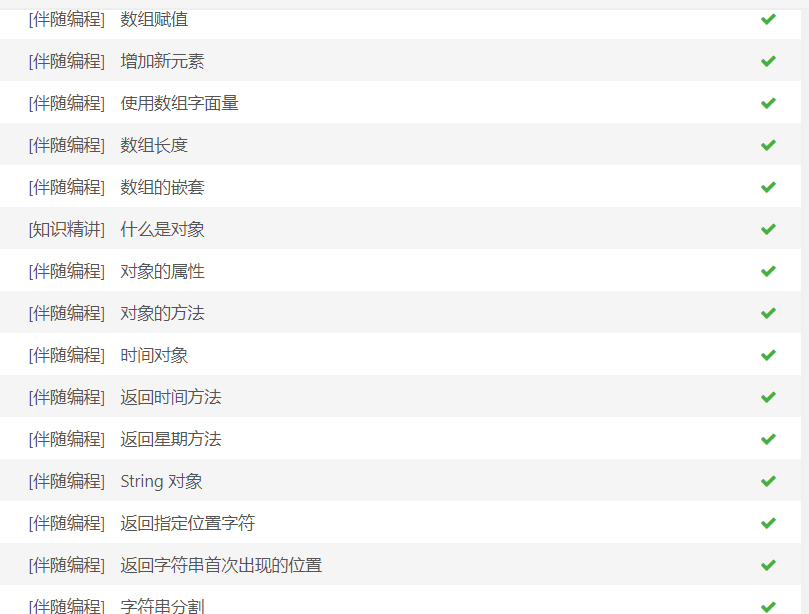 [伴随编程] 数组赋值
[伴随编程] 增加新元素
[伴随编程] 使用数组字面量
[伴随编程] 数组长度
[伴随编程] 数组的嵌套
[知识精讲] 什么是对象
[伴随编程] 对象的属性
[伴随编程] 对象的方法
[伴随编程] 时间对象
[伴随编程] 返回时间方法
[伴随编程] 返回星期方法
[伴随编程] String 对象
[伴随编程] 返回指定位置字符
[伴随编程] 返回字符串首次出现的位置
[伴随编程] 字符串分割